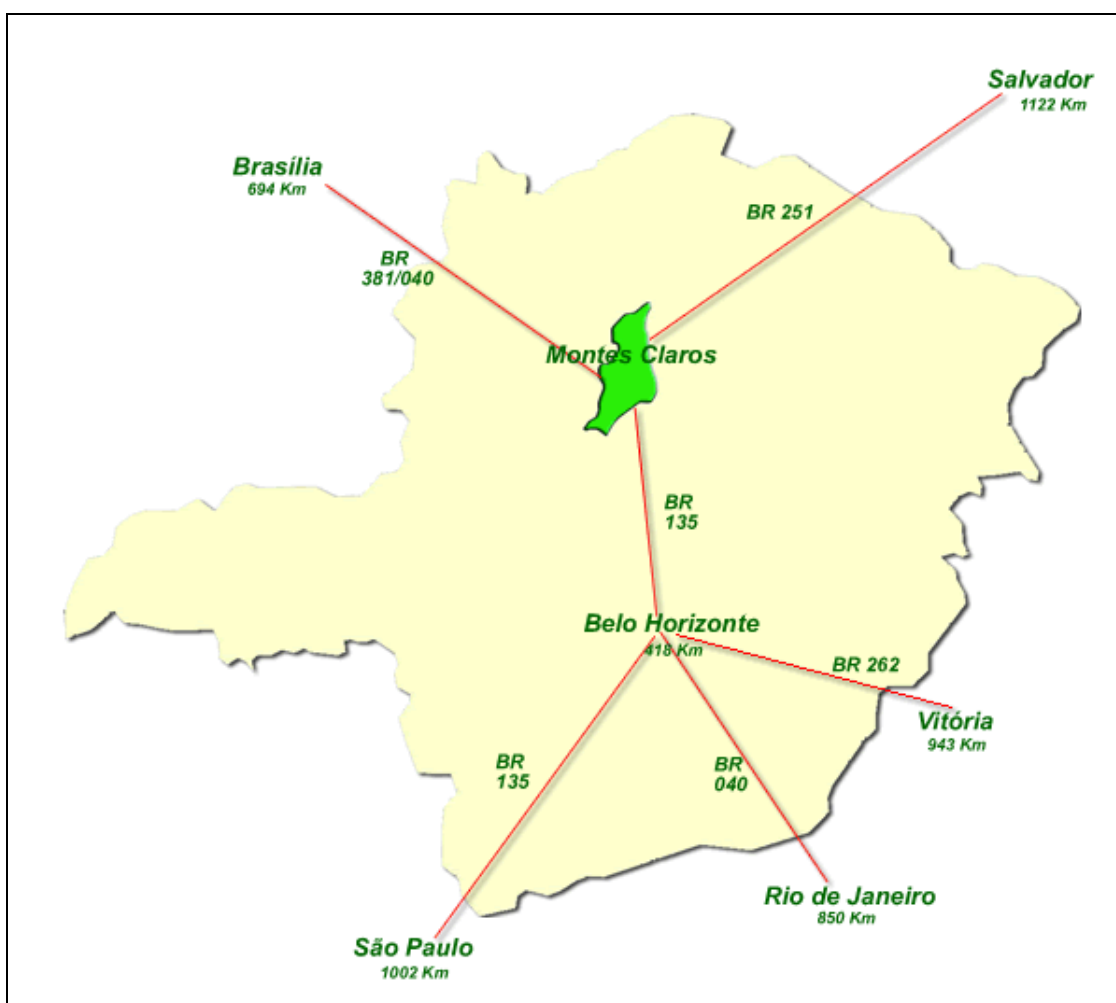 Salvador
1122 Km
Brasília
694 Km
BR 251
BR
381/040
Montes Claros
BR
135
Belo Horizonte
418 Km
BR 262
Vitória
943 Km
BR
135
BR
040
Rio de Janeiro
850 Km
São Paulo
1002 Km